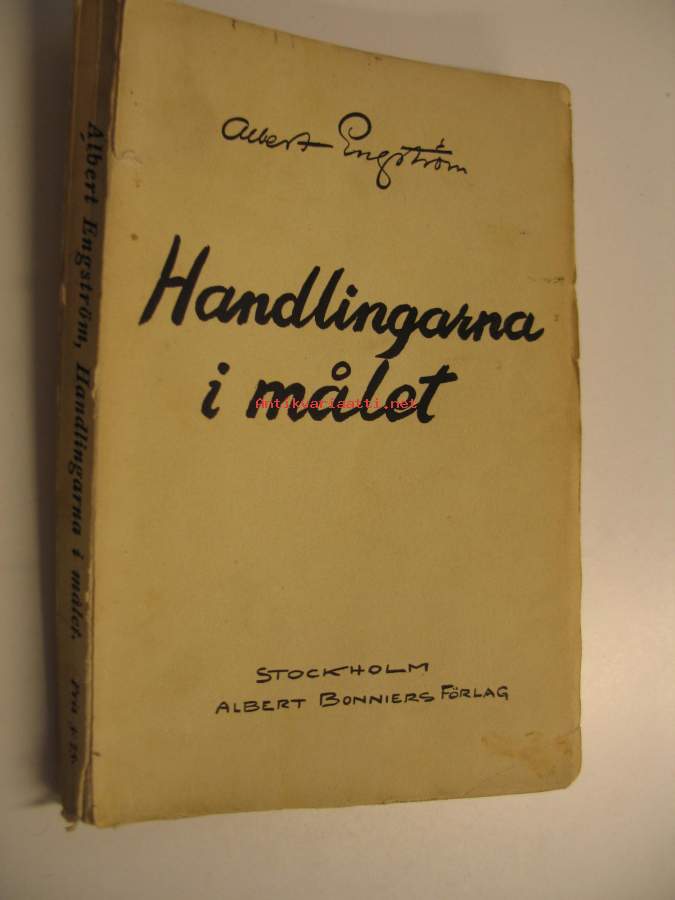 Albert Engström
Handlingarna
i målet
Antikvariaatti.net
STOCKHOLM
ALBERT BONNIERS FÖRLAG
Albert Engström, Handlingarna i målet.